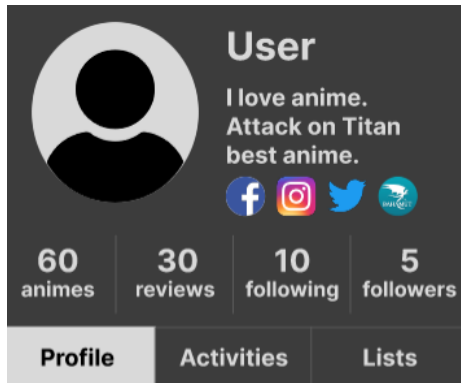 User
I love anime.
Attack on Titan
best anime.
60 30 10 5
animes reviews following followers
Profile Activities Lists